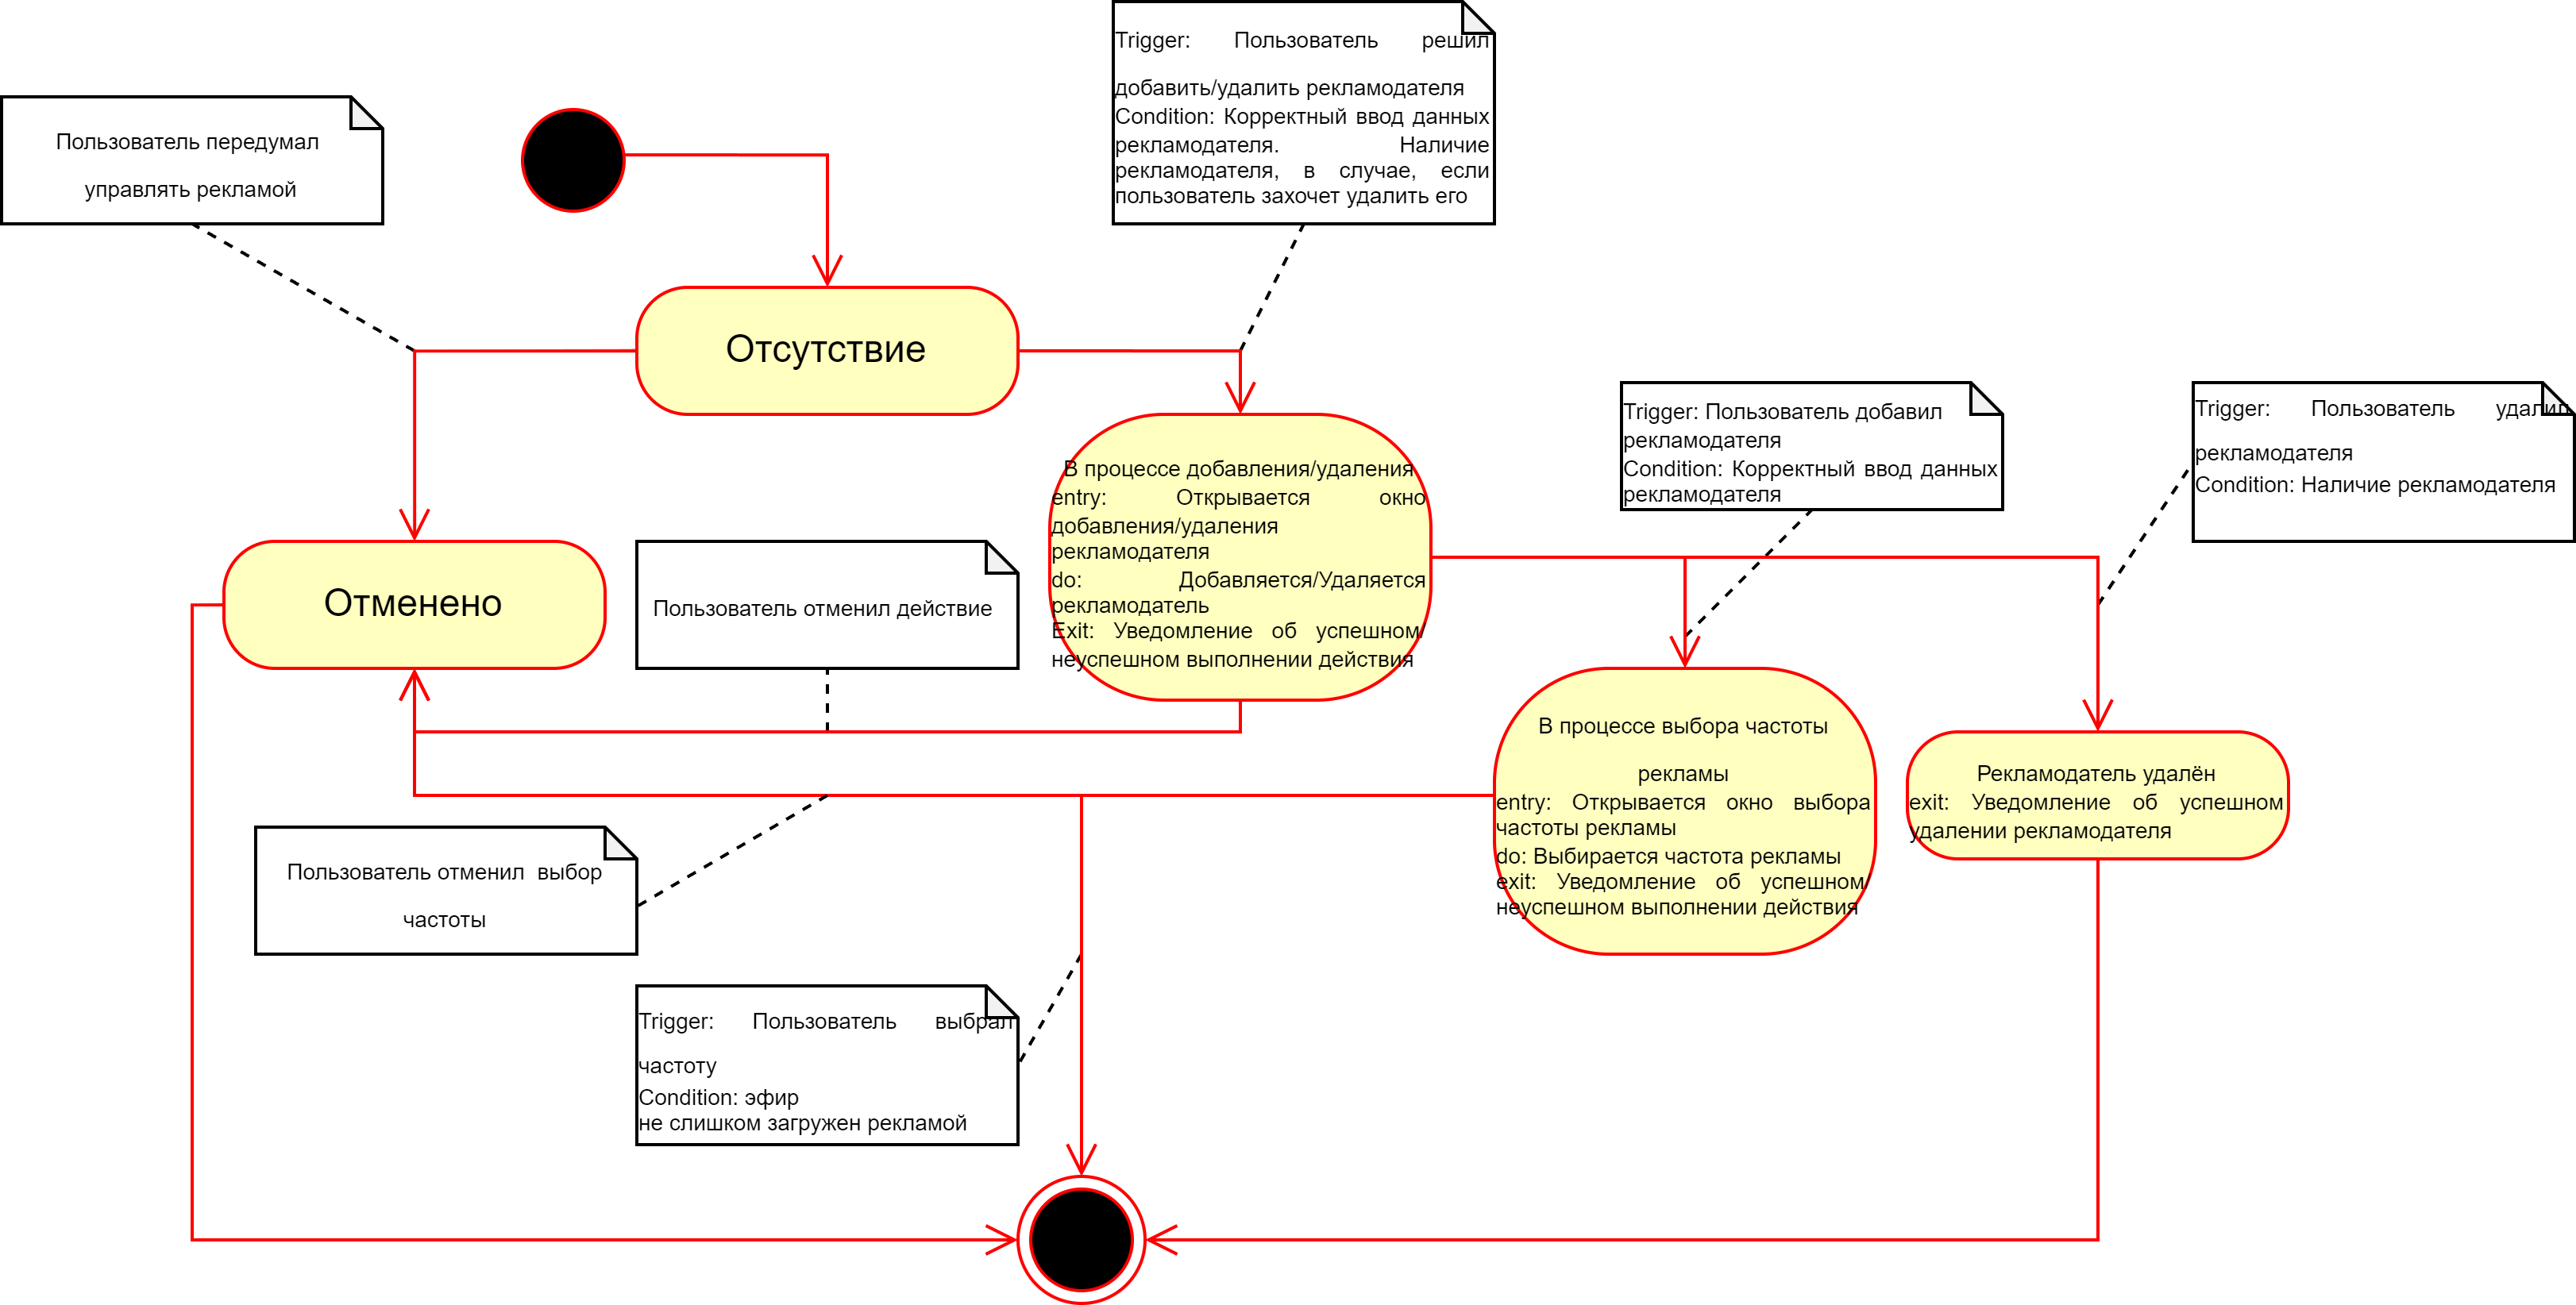 Trigger: Пользователь решил
добавить/удалить рекламодателя
Condition: Корректный ввод данных
рекламодателя. Наличие
рекламодателя, в случае, если
пользователь захочет удалить его
Пользователь передумал
управлять рекламой
Отсутствие
Trigger: Пользователь добавил
рекламодателя
Condition: Корректный ввод данных
рекламодателя
Trigger: Пользователь удалил
рекламодателя
Condition: Наличие рекламодателя
В процессе добавления/удаления
entry: Открывается окно
добавления/удаления
рекламодателя
do: Добавляется/Удаляется
рекламодатель
Exit: Уведомление об успешном/
неуспешном выполнении действия
Отменено
Пользователь отменил действие
В процессе выбора частоты
рекламы
entry: Открывается окно выбора
частоты рекламы
do: Выбирается частота рекламы
exit: Уведомление об успешном/
неуспешном выполнении действия
Рекламодатель удалён
exit: Уведомление об успешном
удалении рекламодателя
Пользователь отменил выбор
частоты
Trigger: Пользователь выбрал
частоту
Condition: эфир
не слишком загружен рекламой